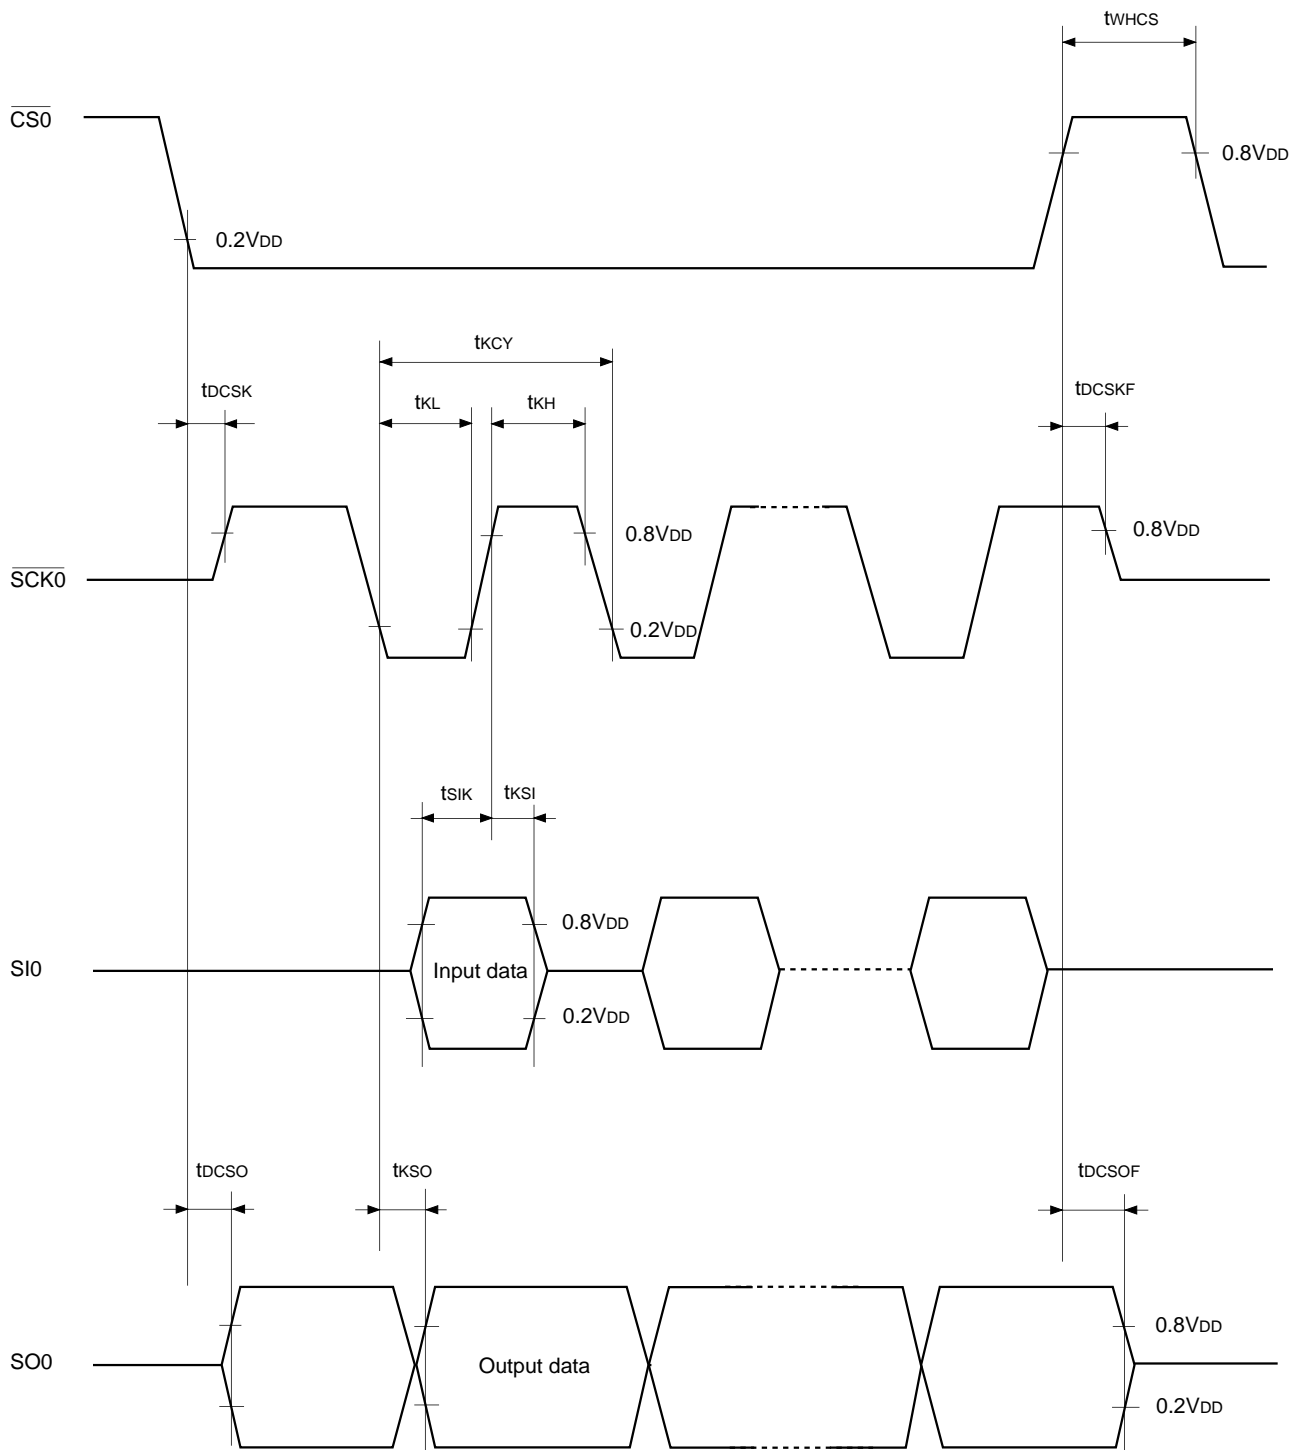 tWHCS
CS0
0.8VDD
0.2VDD
tKCY
tDCSK
tKL
tKH
tDCSKF
0.8VDD
0.8VDD
SCK0
0.2VDD
tSIK
tKSI
0.8VDD
SI0
Input data
0.2VDD
tDCSO
tKSO
tDCSOF
0.8VDD
SO0
Output data
0.2VDD